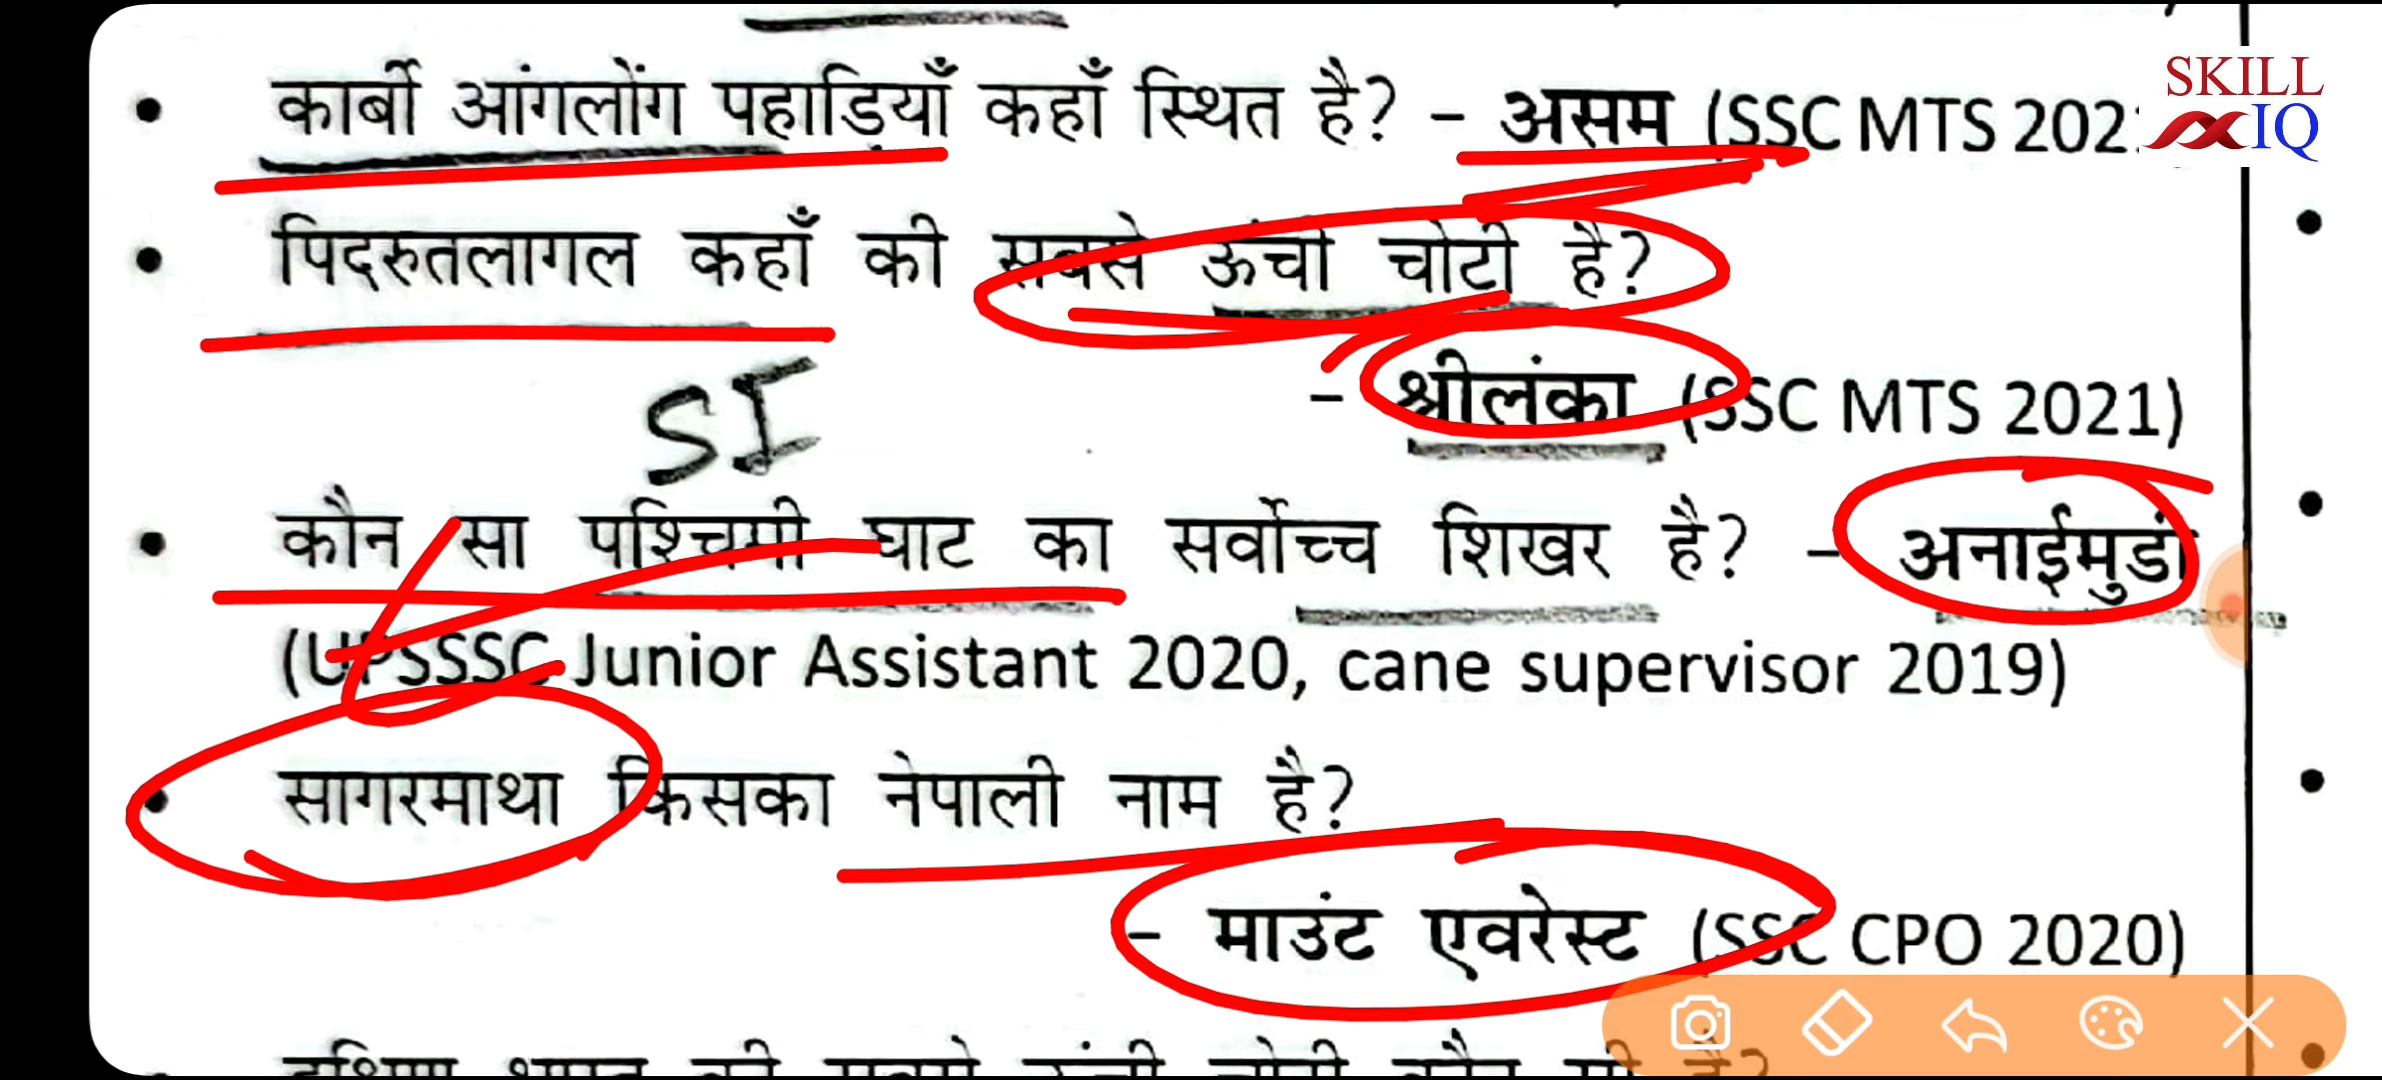 कार्बी आंगलोंग पहाड़ियाँ कहाँ स्थित है? – असम (SSC MTS 202
SKILL
IQ
पिदरुतलागल कहाँ की सबसे ऊंची चोटी है?
– श्रीलंका (SSC MTS 2021)
SI
कौन सा पश्चिमी घाट का सर्वोच्च शिखर है? – अनाईमुडी
(UPSSSC Junior Assistant 2020, cane supervisor 2019)
सागरमाथा किसका नेपाली नाम है?
– माउंट एवरेस्ट (SSC CPO 2020)